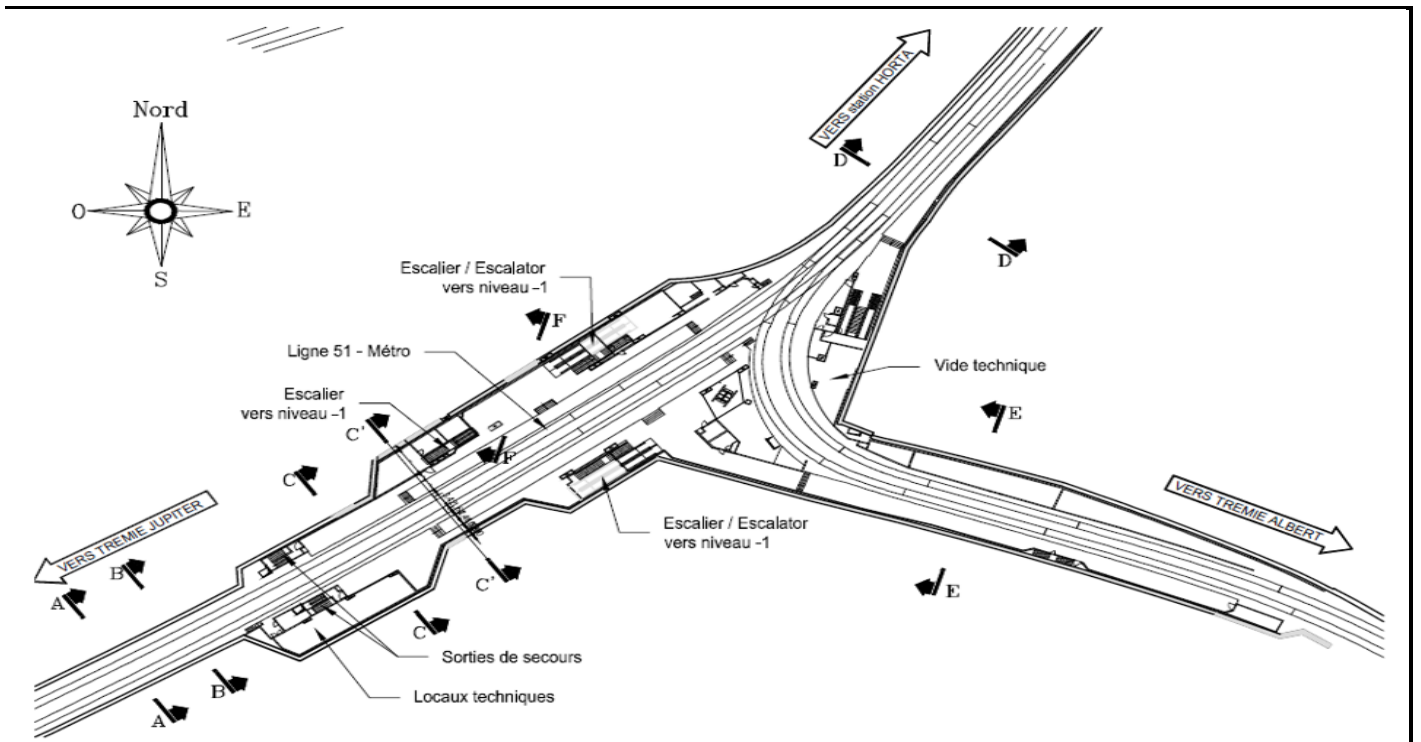 VERS station HORTA
Nord
O
E
S
D
D
Escalier / Escalator
vers niveau -1
F
Ligne 51 - Métro
Vide technique
Escalier
vers niveau -1
E
C'
F
C
VERS TREMIE JUPITER
VERS TREMIE ALBERT
Escalier / Escalator
vers niveau -1
B
A
C'
E
C
Sorties de secours
B
Locaux techniques
A